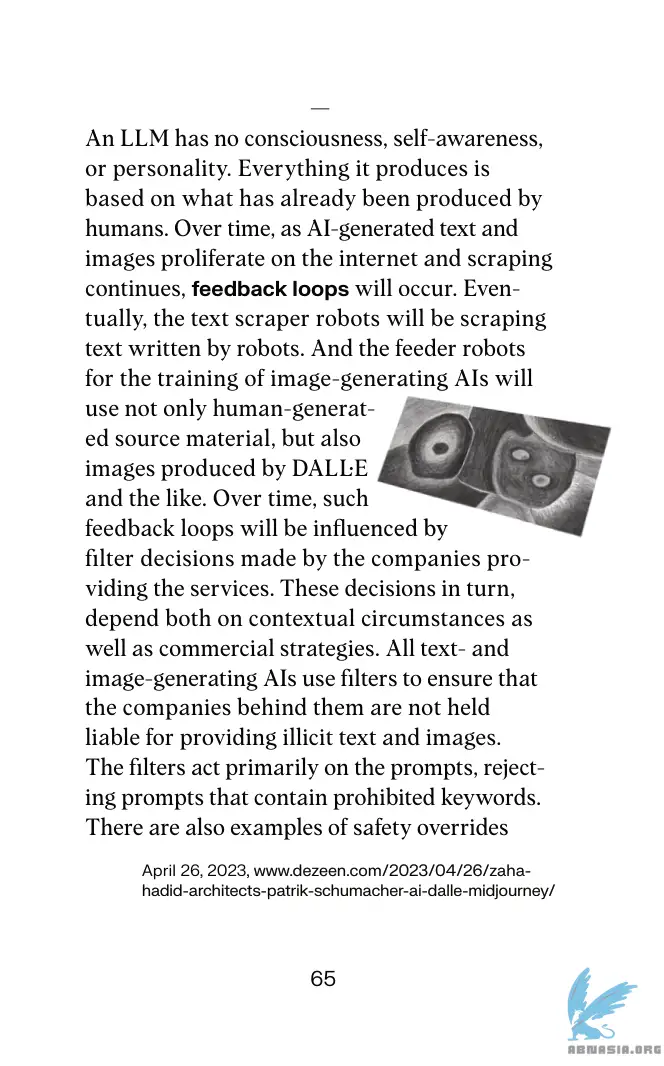 —
An LLM has no consciousness, self-awareness,
or personality. Everything it produces is
based on what has already been produced by
humans. Over time, as AI-generated text and
images proliferate on the internet and scraping
continues, feedback loops will occur. Even-
tually, the text scraper robots will be scraping
text written by robots. And the feeder robots
for the training of image-generating AIs will
use not only human-generat-
ed source material, but also
images produced by DALL·E
and the like. Over time, such
feedback loops will be influenced by
filter decisions made by the companies pro-
viding the services. These decisions in turn,
depend both on contextual circumstances as
well as commercial strategies. All text- and
image-generating AIs use filters to ensure that
the companies behind them are not held
liable for providing illicit text and images.
The filters act primarily on the prompts, reject-
ing prompts that contain prohibited keywords.
There are also examples of safety overrides
April 26, 2023, www.dezeen.com/2023/04/26/zaha-
hadid-architects-patrik-schumacher-ai-dalle-midjourney/
65
ABNASIA.ORG